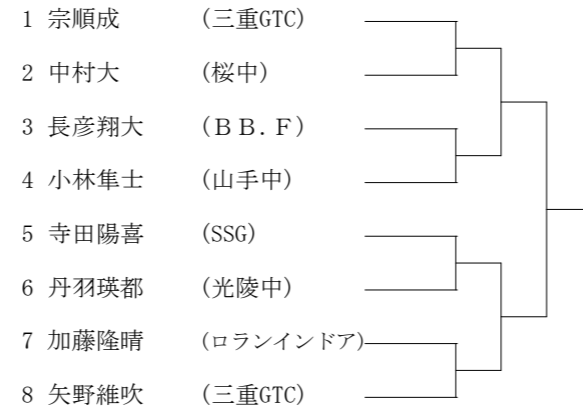 1 宗順成 (三重GTC)
2 中村大 (桜中)
3 長彦翔大 (ＢＢ．Ｆ)
4 小林隼士 (山手中)
5 寺田陽喜 (SSG)
6 丹羽瑛都 (光陵中)
7 加藤隆晴 (ロランインドア)
8 矢野維吹 (三重GTC)